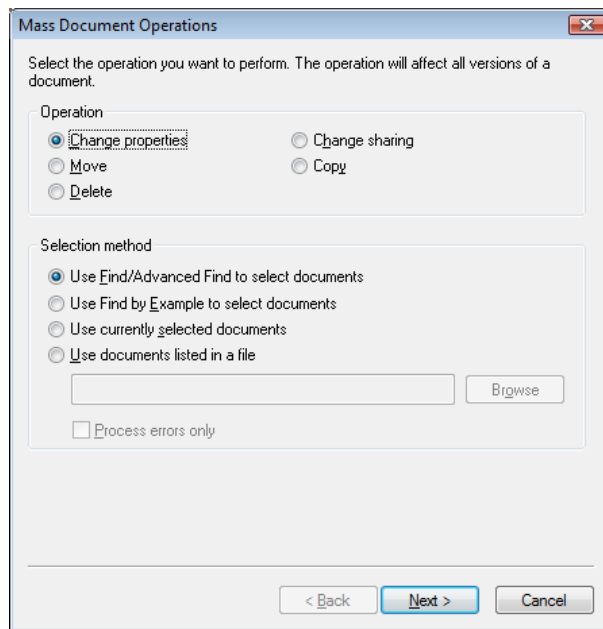 Mass Document Operations
Select the operation you want to perform. The operation will affect all versions of a
document.
Operation
Change properties
Change sharing
Move
Copy
Delete
Selection method
Use Find/Advanced Find to select documents
Use Find by Example to select documents
Use currently selected documents
Use documents listed in a file
Browse
Process errors only
< Back
Next >
Cancel